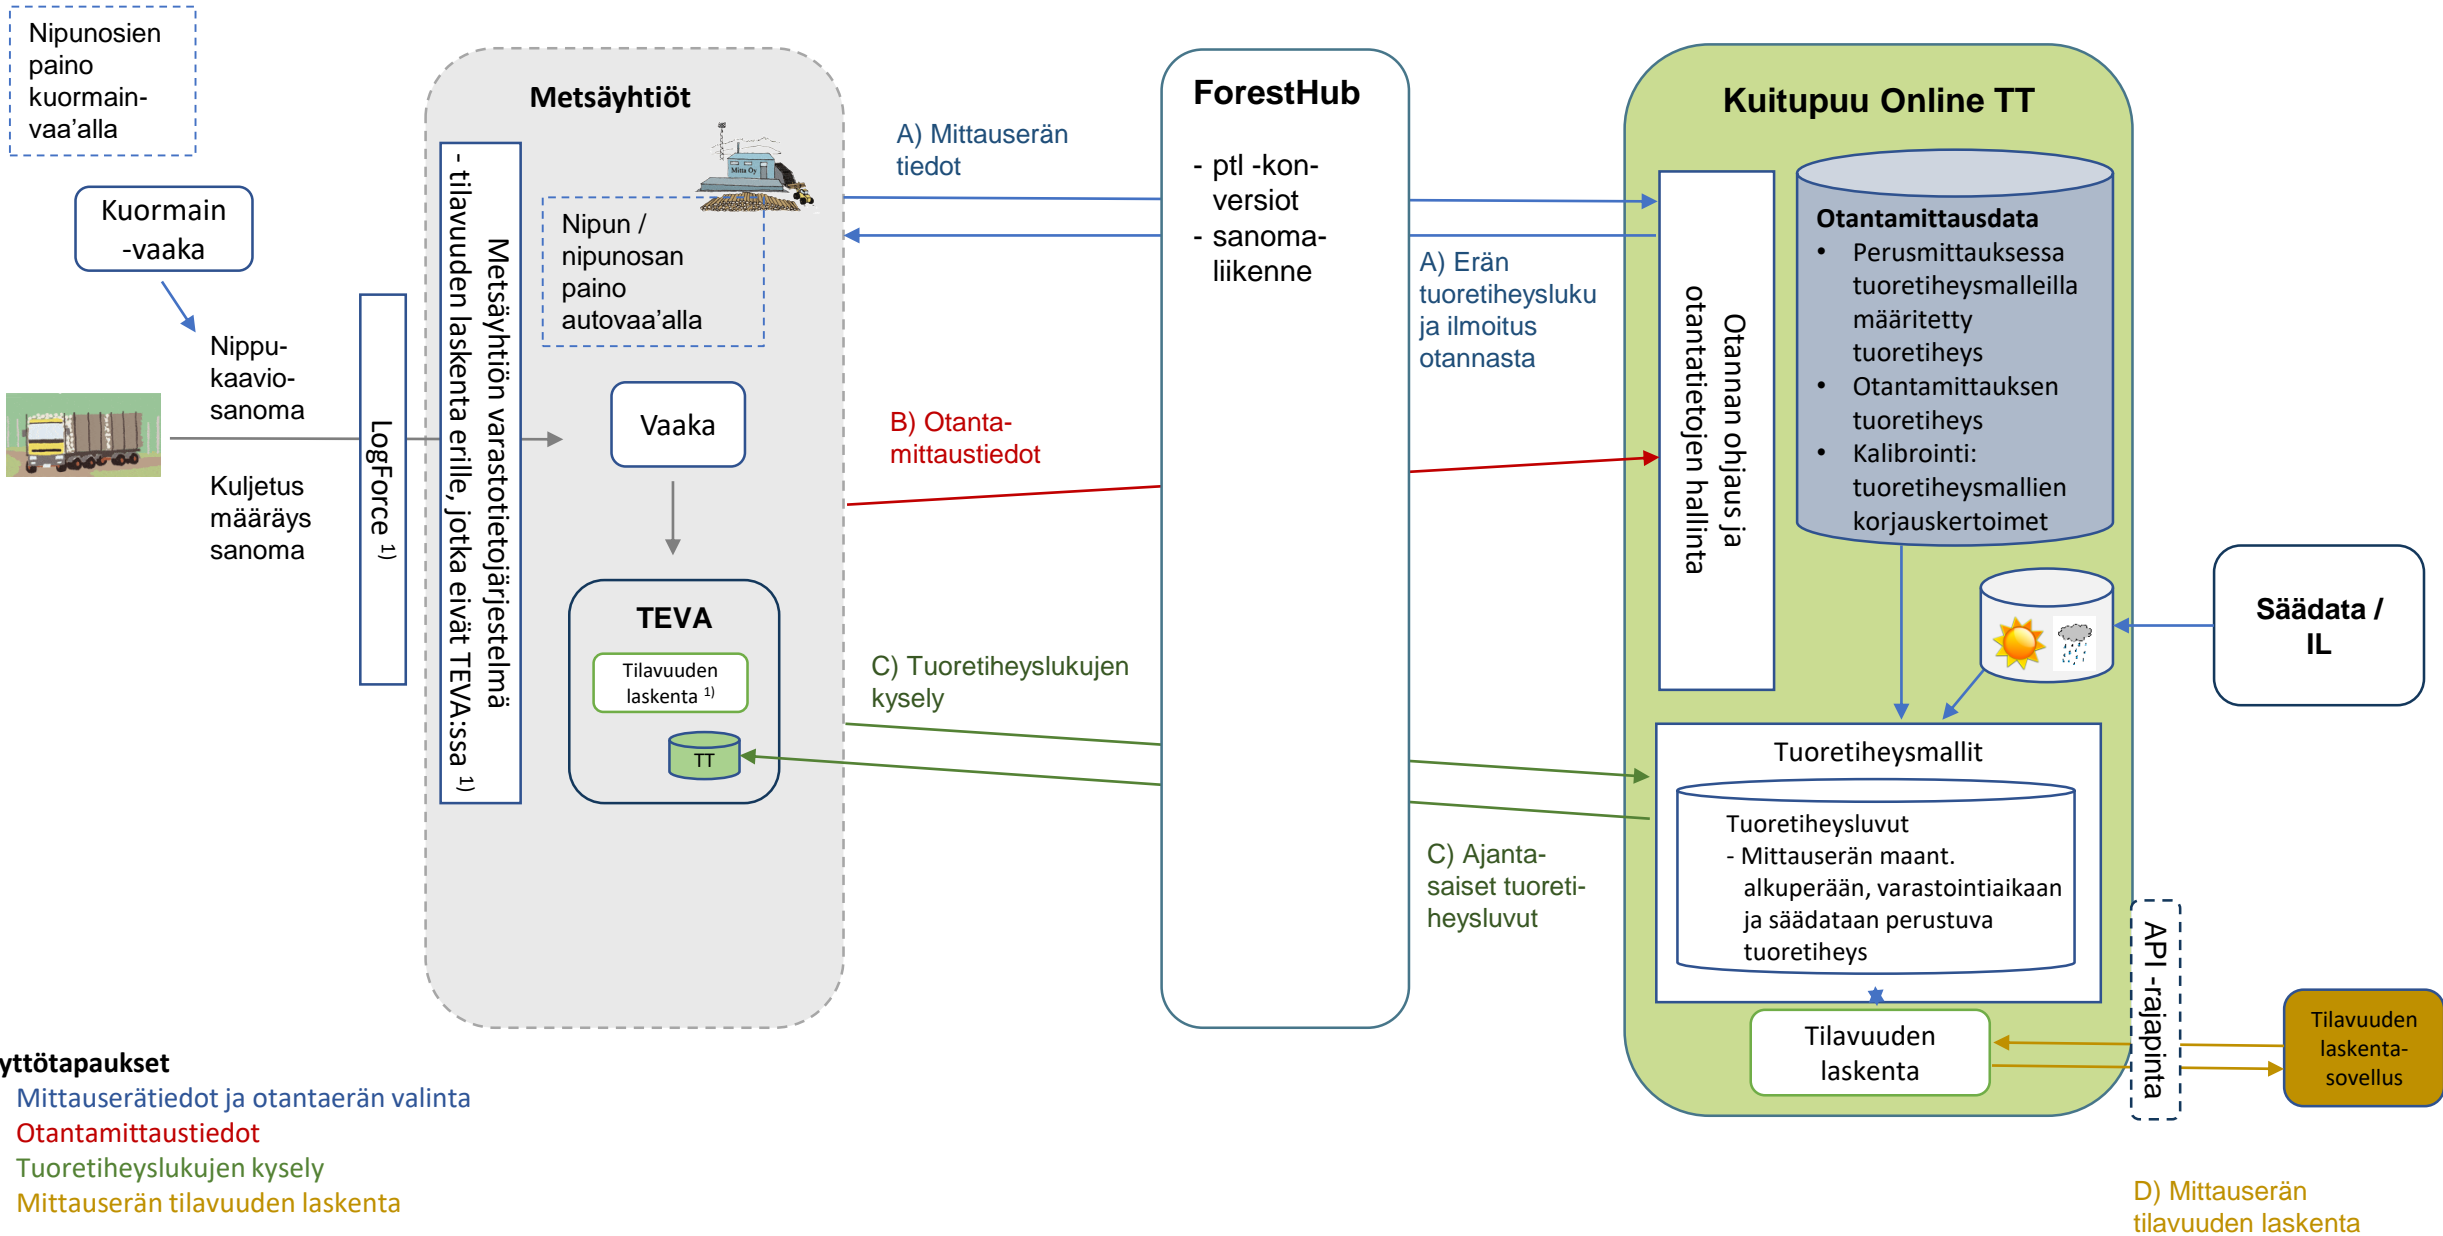 Nipunosien
paino
kuormain-
vaa'alla
Kuormain
-vaaka
Nippu-
kaavio-
sanoma
Kuljetus
määräys
sanoma
LogForce 1)
Metsäyhtiöt
Metsäyhtiön varastotietojärjestelmä
- tilavuuden laskenta erille, jotka eivät TEVA:ssa 1)
Mitta Oy
Nipun /
nipunosan
paino
autovaa'alla
Vaaka
TEVA
Tilavuuden
laskenta 1)
TT
A) Mittauserän
tiedot
B) Otanta-
mittaustiedot
C) Tuoretiheyslukujen
kysely
ForestHub
- ptl -kon-
versiot
- sanoma-
liikenne
A) Erän
tuoretiheysluku
ja ilmoitus
otannasta
C) Ajanta-
saiset tuoreti-
heysluvut
Kuitupuu Online TT
Otannan ohjaus ja
otantatietojen hallinta
Otantamittausdata
• Perusmittauksessa
tuoretiheysmalleilla
määritetty
tuoretiheys
• Otantamittauksen
tuoretiheys
• Kalibrointi:
tuoretiheysmallien
korjauskertoimet
Säädata /
IL
Tuoretiheysmallit
Tuoretiheysluvut
- Mittauserän maant.
alkuperään, varastointiaikaan
ja säädataan perustuva
tuoretiheys
Tilavuuden
laskenta
API -rajapinta
Tilavuuden
laskenta-
sovellus
D) Mittauserän
tilavuuden laskenta
yttötapaukset
Mittauserätiedot ja otantaerän valinta
Otantamittaustiedot
Tuoretiheyslukujen kysely
Mittauserän tilavuuden laskenta